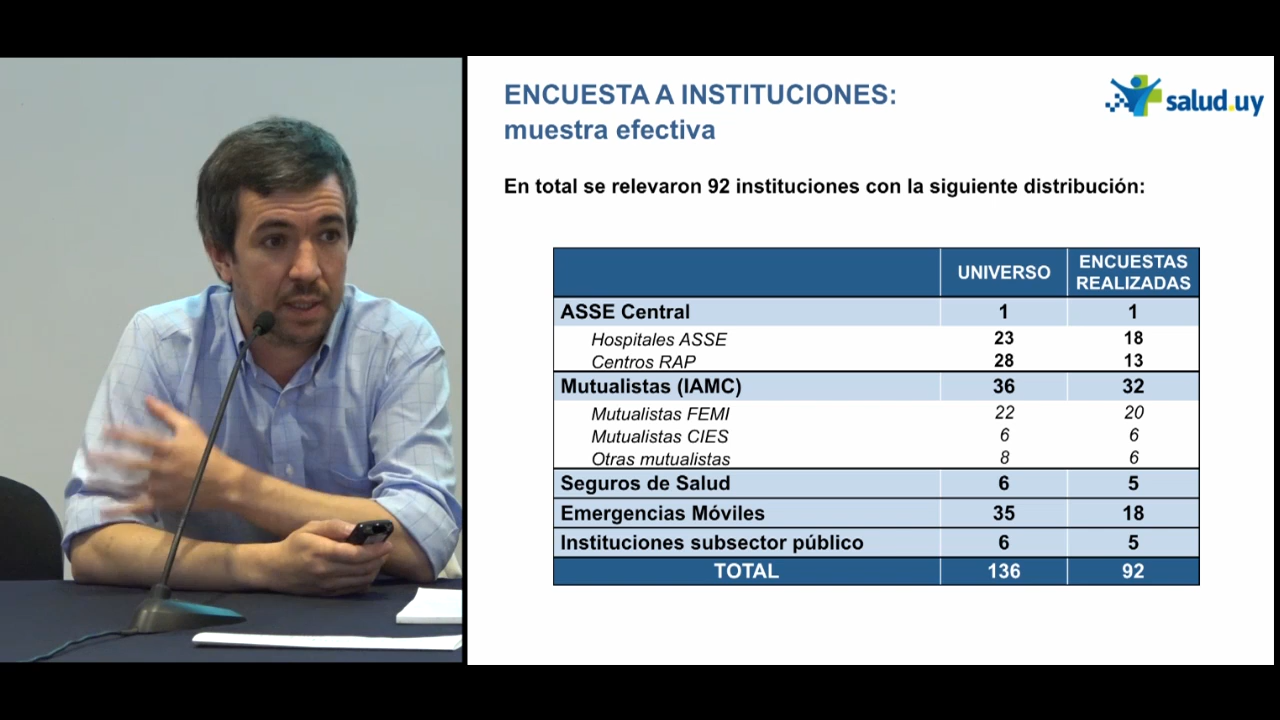 ENCUESTA A INSTITUCIONES:
muestra efectiva
salud.uy
En total se relevaron 92 instituciones con la siguiente distribución:
UNIVERSO ENCUESTAS REALIZADAS
ASSE Central 1 1
Hospitales ASSE 23 18
Centros RAP 28 13
Mutualistas (IAMC) 36 32
Mutualistas FEMI 22 20
Mutualistas CIES 6 6
Otras mutualistas 8 6
Seguros de Salud 6 5
Emergencias Móviles 35 18
Instituciones subsector público 6 5
TOTAL 136 92